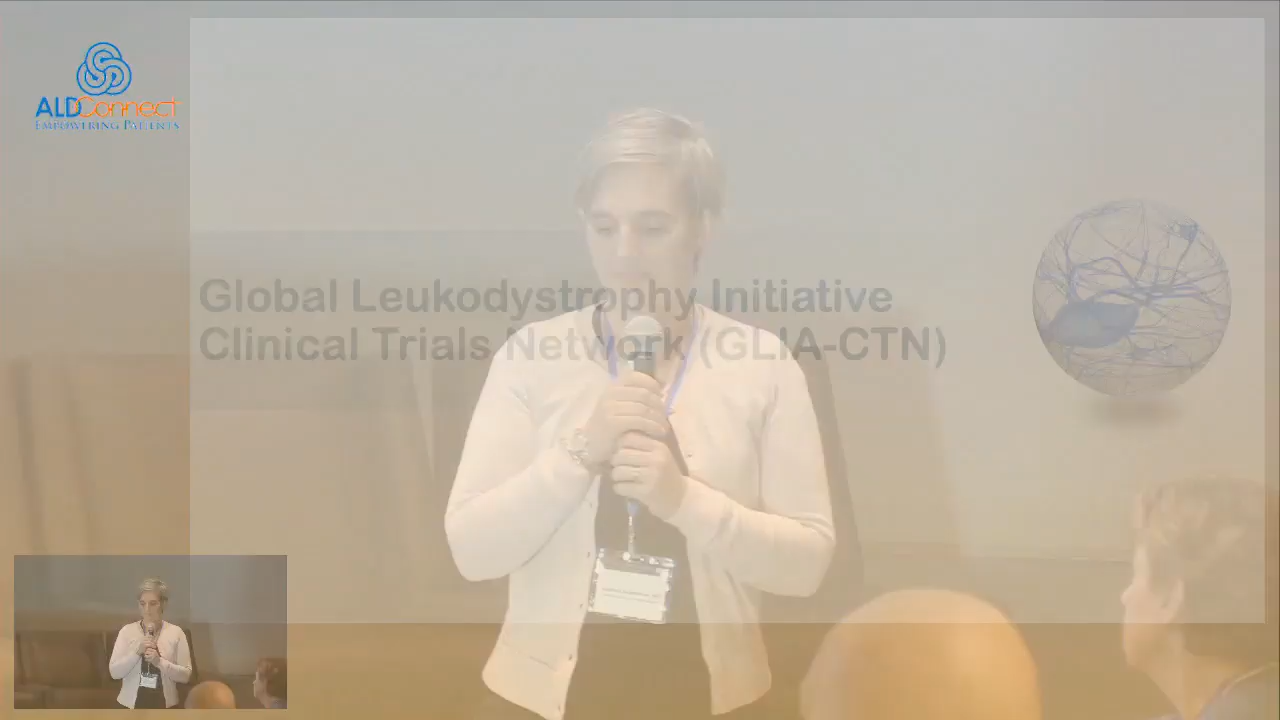 ALDConnect
EMPOWERING PATIENTS
Global Leukodystrophy Initiative
Clinical Trials Network (GLIA-CTN)